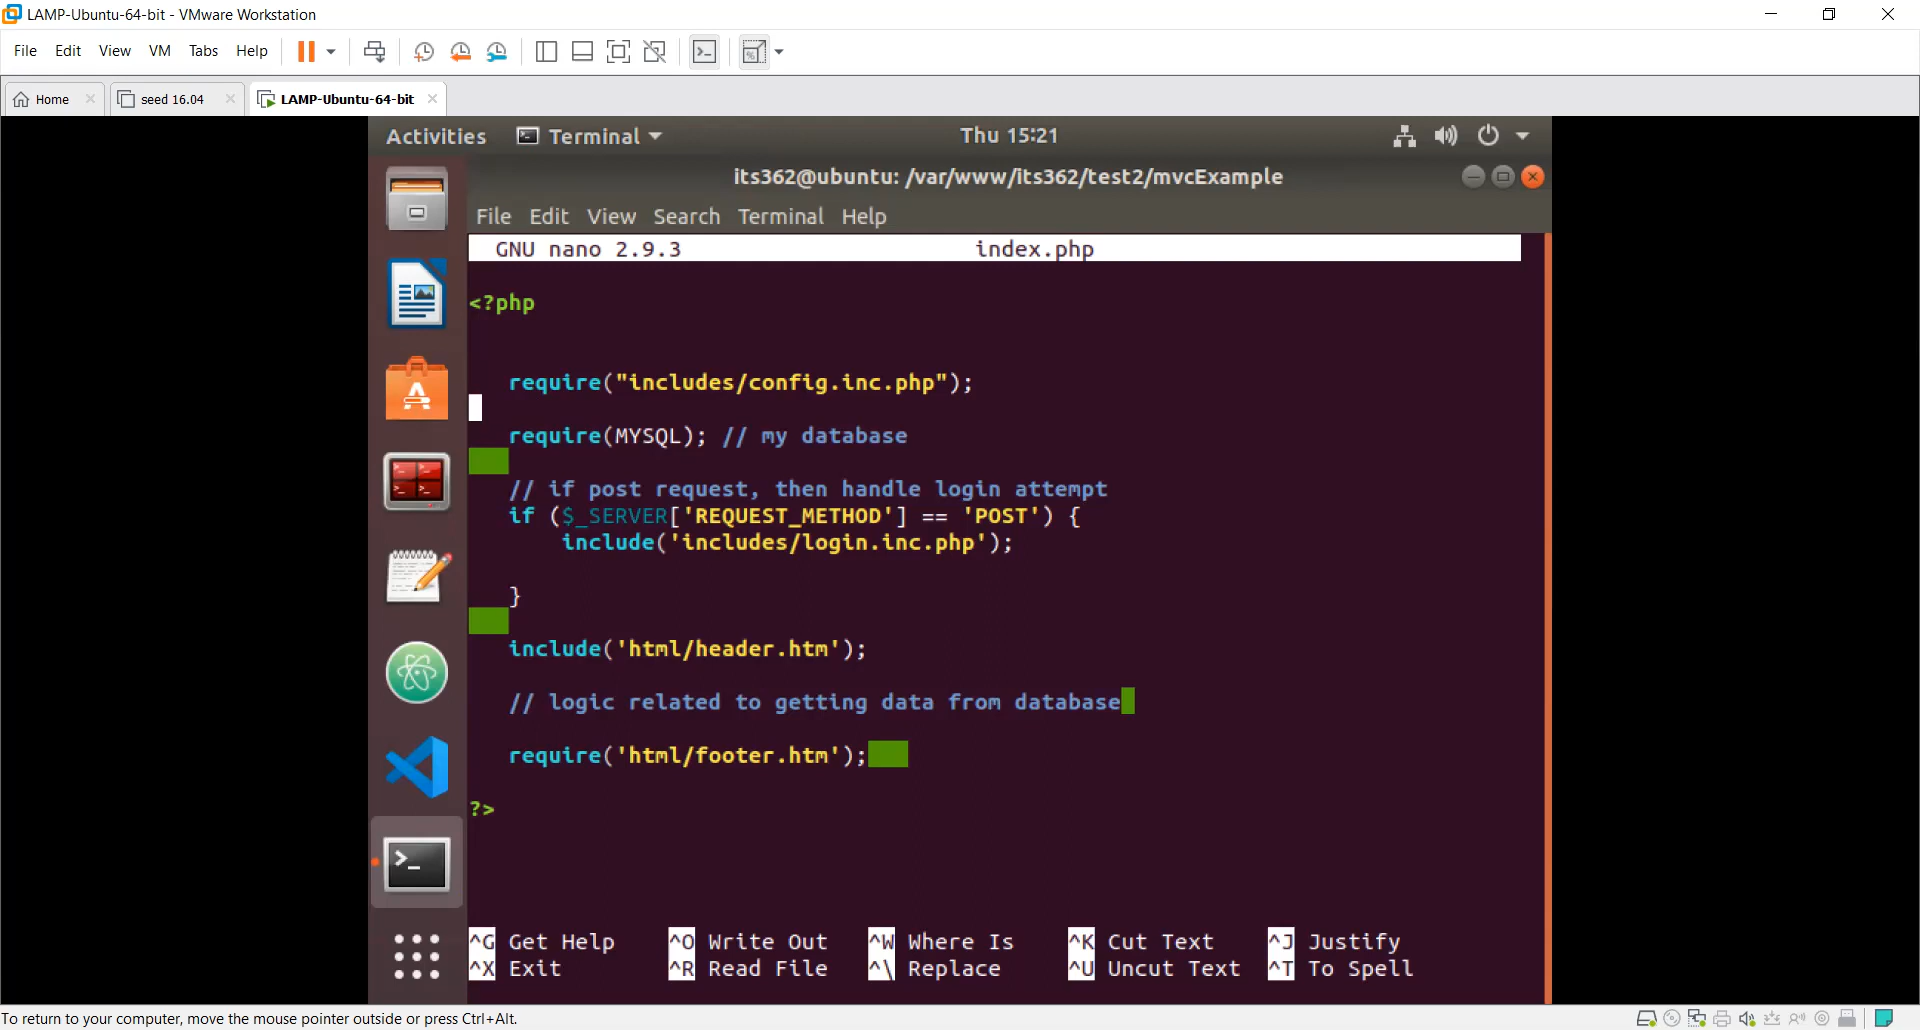 LAMP-Ubuntu-64-bit - VMware Workstation
File Edit View VM Tabs Help
Home seed 16.04 LAMP-Ubuntu-64-bit
Activities Terminal Thu 15:21
its362@ubuntu: /var/www/its362/test2/mvcExample
File Edit View Search Terminal Help
GNU nano 2.9.3 index.php
<?php
require("includes/config.inc.php");
require(MYSQL); // my database
// if post request, then handle login attempt
if ($_SERVER['REQUEST_METHOD'] == 'POST') {
include('includes/login.inc.php');
}
include('html/header.htm');
// logic related to getting data from database
require('html/footer.htm');
?>
^G Get Help ^O Write Out ^W Where Is ^K Cut Text ^J Justify
^X Exit ^R Read File ^\ Replace ^U Uncut Text ^T To Spell
To return to your computer, move the mouse pointer outside or press Ctrl+Alt.